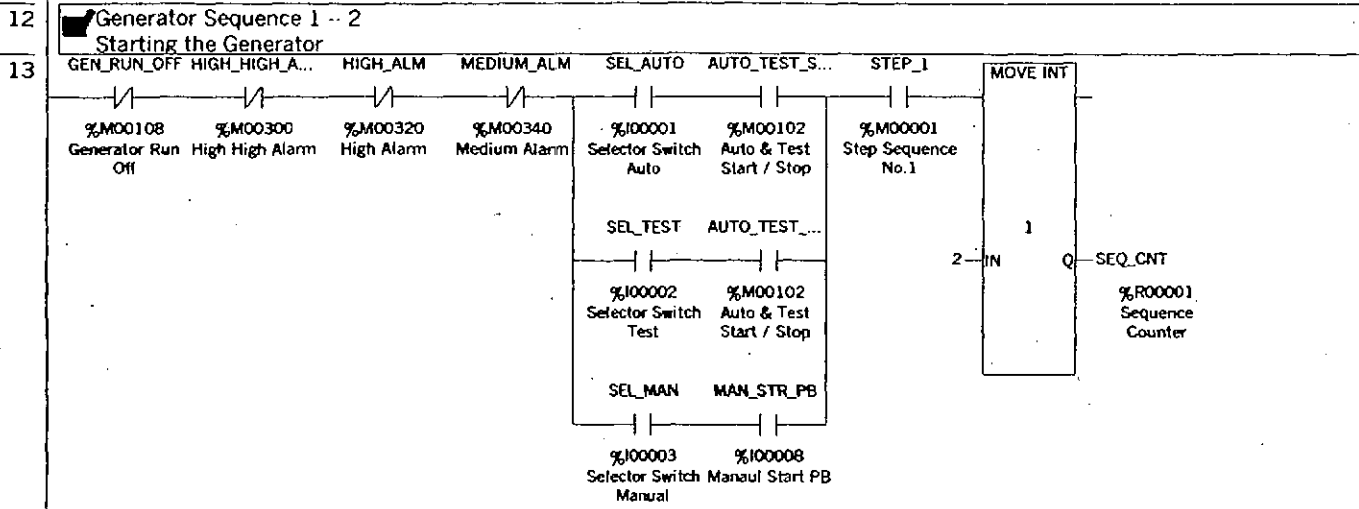 12
Generator Sequence 1 -- 2
Starting the Generator
13
GEN_RUN_OFF HIGH_HIGH_A... HIGH_ALM MEDIUM_ALM SEL_AUTO AUTO_TEST_S... STEP_1 MOVE INT
%M00108 %M00300 %M00320 %M00340 %I00001 %M00102 %M00001
Generator Run High High Alarm High Alarm Medium Alarm Selector Switch Auto & Test Step Sequence
Off Auto Start / Stop No.1
SEL_TEST AUTO_TEST_... 1
2 IN Q SEQ_CNT
%I00002 %M00102 %R00001
Selector Switch Auto & Test Sequence
Test Start / Stop Counter
SEL_MAN MAN_STR_PB
%I00003 %I00008
Selector Switch Manaul Start PB
Manual